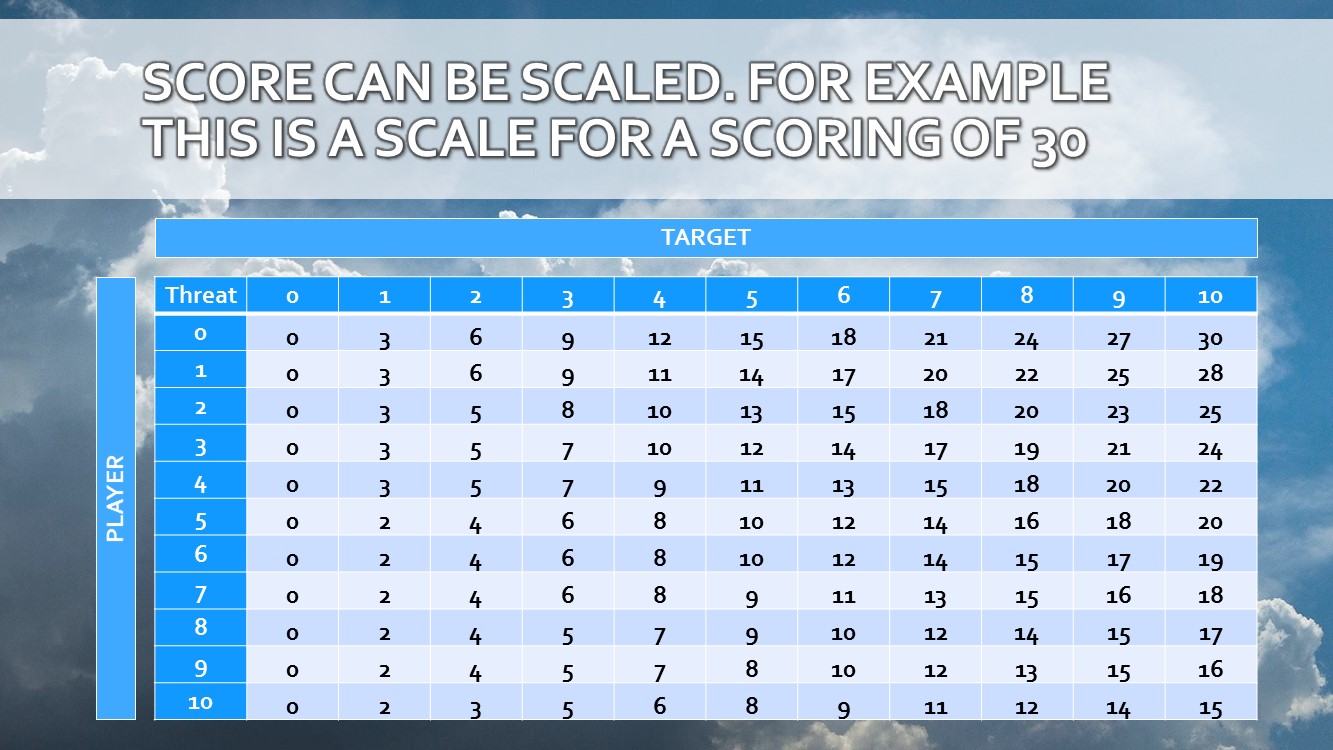 SCORE CAN BE SCALED. FOR EXAMPLE
THIS IS A SCALE FOR A SCORING OF 30
TARGET
PLAYER
Threat 0 1 2 3 4 5 6 7 8 9 10
0 0 3 6 9 12 15 18 21 24 27 30
1 0 3 6 9 11 14 17 20 22 25 28
2 0 3 5 8 10 13 15 18 20 23 25
3 0 3 5 7 10 12 14 17 19 21 24
4 0 3 5 7 9 11 13 15 18 20 22
5 0 2 4 6 8 10 12 14 16 18 20
6 0 2 4 6 8 10 12 14 15 17 19
7 0 2 4 6 8 9 11 13 15 16 18
8 0 2 4 5 7 9 10 12 14 15 17
9 0 2 4 5 7 8 10 12 13 15 16
10 0 2 3 5 6 8 9 11 12 14 15